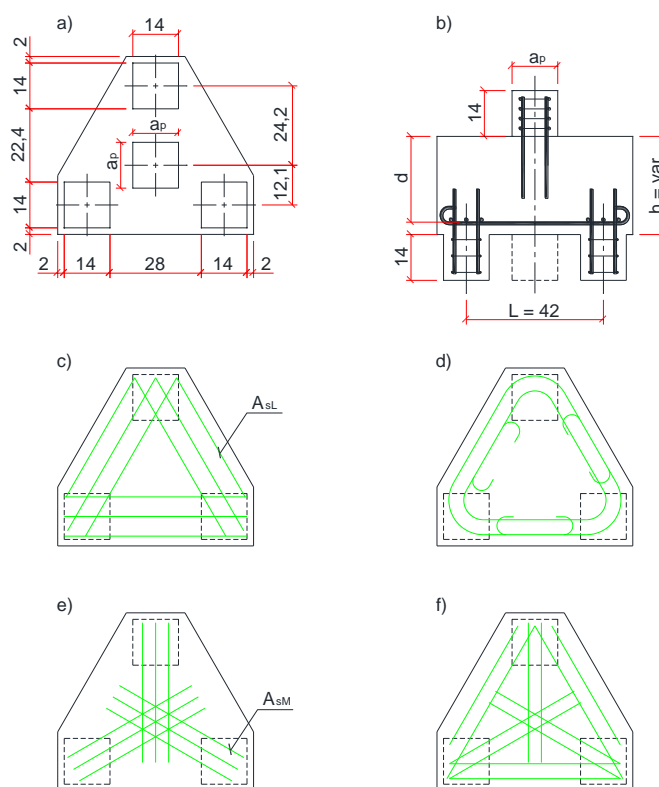 a)
b)
14
2
14
22,4
14
2
aₚ
aₚ
24,2
12,1
2
14
28
14
2
aₚ
14
d
14
h = var.
L = 42
c)
d)
AsL
e)
f)
AsM